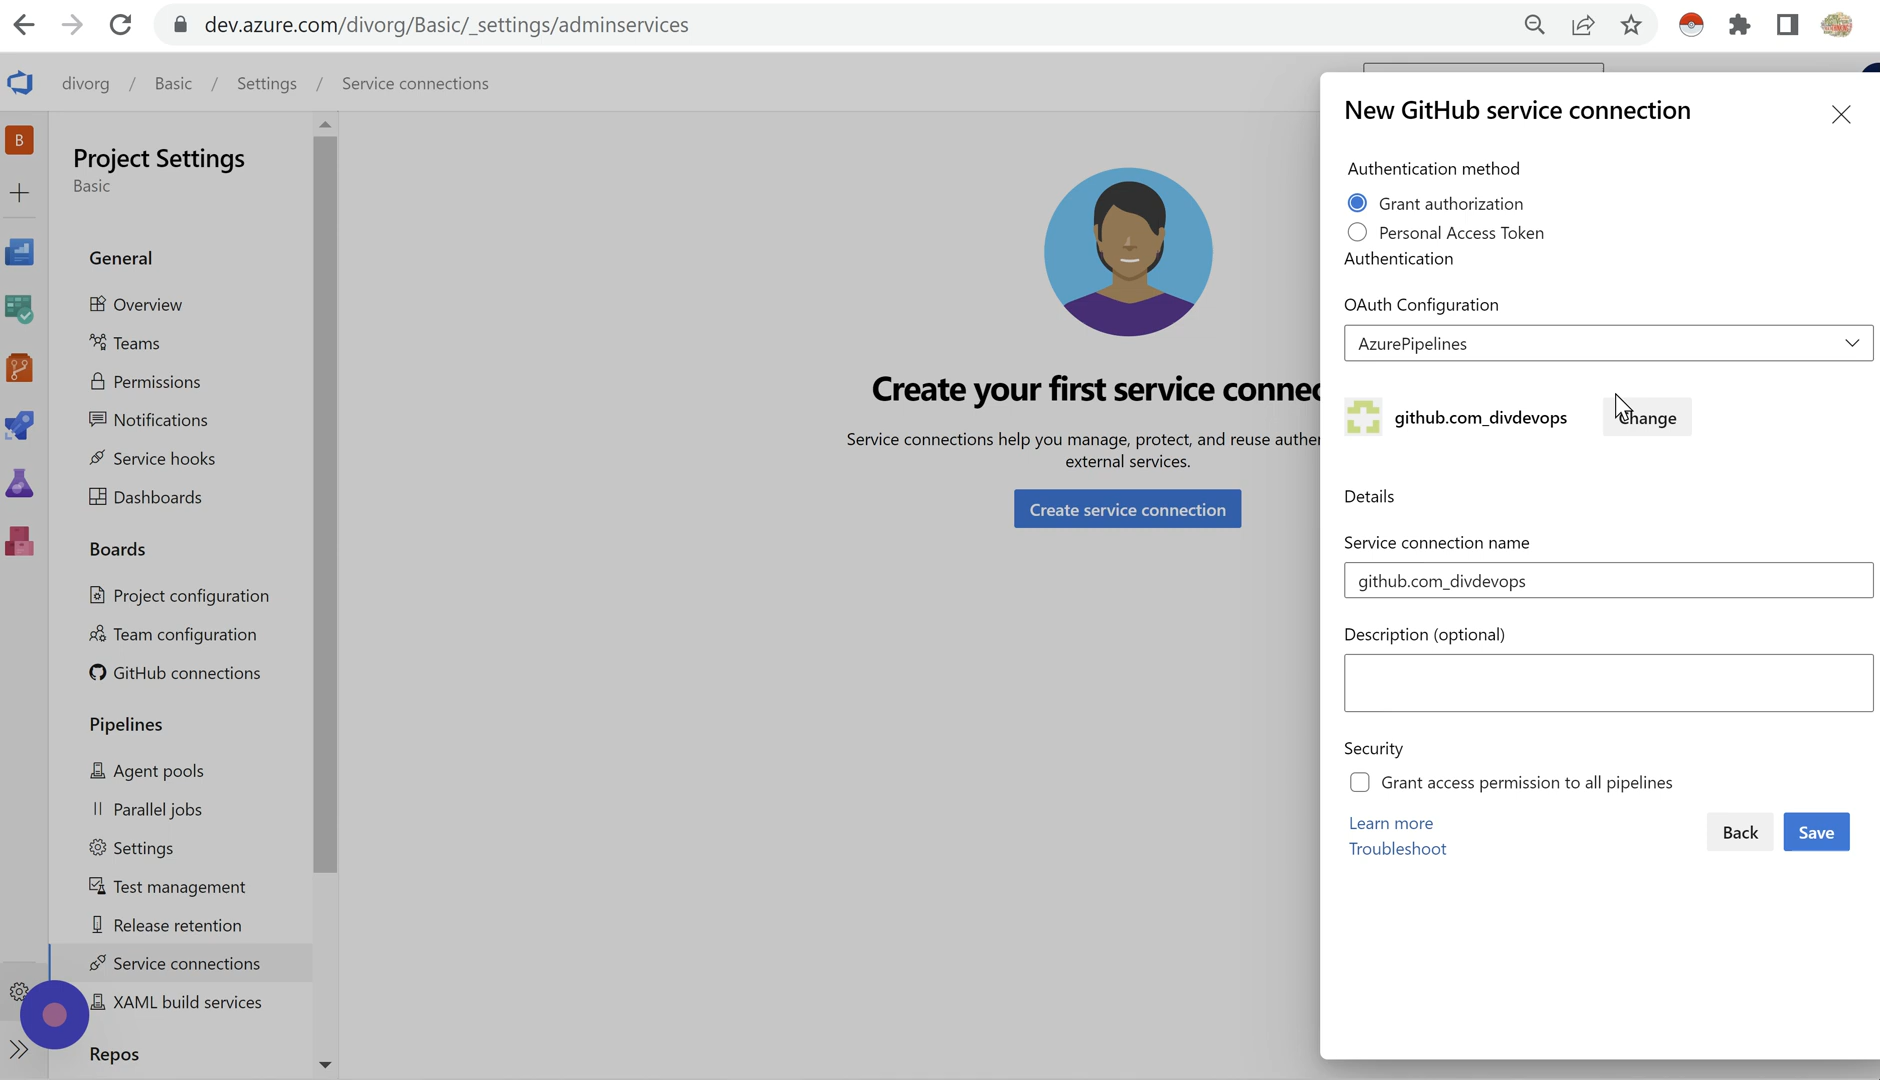 dev.azure.com/divorg/Basic/_settings/adminservices
divorg / Basic / Settings / Service connections
B
Project Settings
Basic
General
Overview
Teams
Permissions
Notifications
Service hooks
Dashboards
Boards
Project configuration
Team configuration
GitHub connections
Pipelines
Agent pools
Parallel jobs
Settings
Test management
Release retention
Service connections
XAML build services
Repos
Create your first service connec
Service connections help you manage, protect, and reuse auther
external services.
Create service connection
New GitHub service connection
Authentication method
Grant authorization
Personal Access Token
Authentication
OAuth Configuration
AzurePipelines
github.com_divdevops
Change
Details
Service connection name
github.com_divdevops
Description (optional)
Security
Grant access permission to all pipelines
Learn more
Troubleshoot
Back
Save